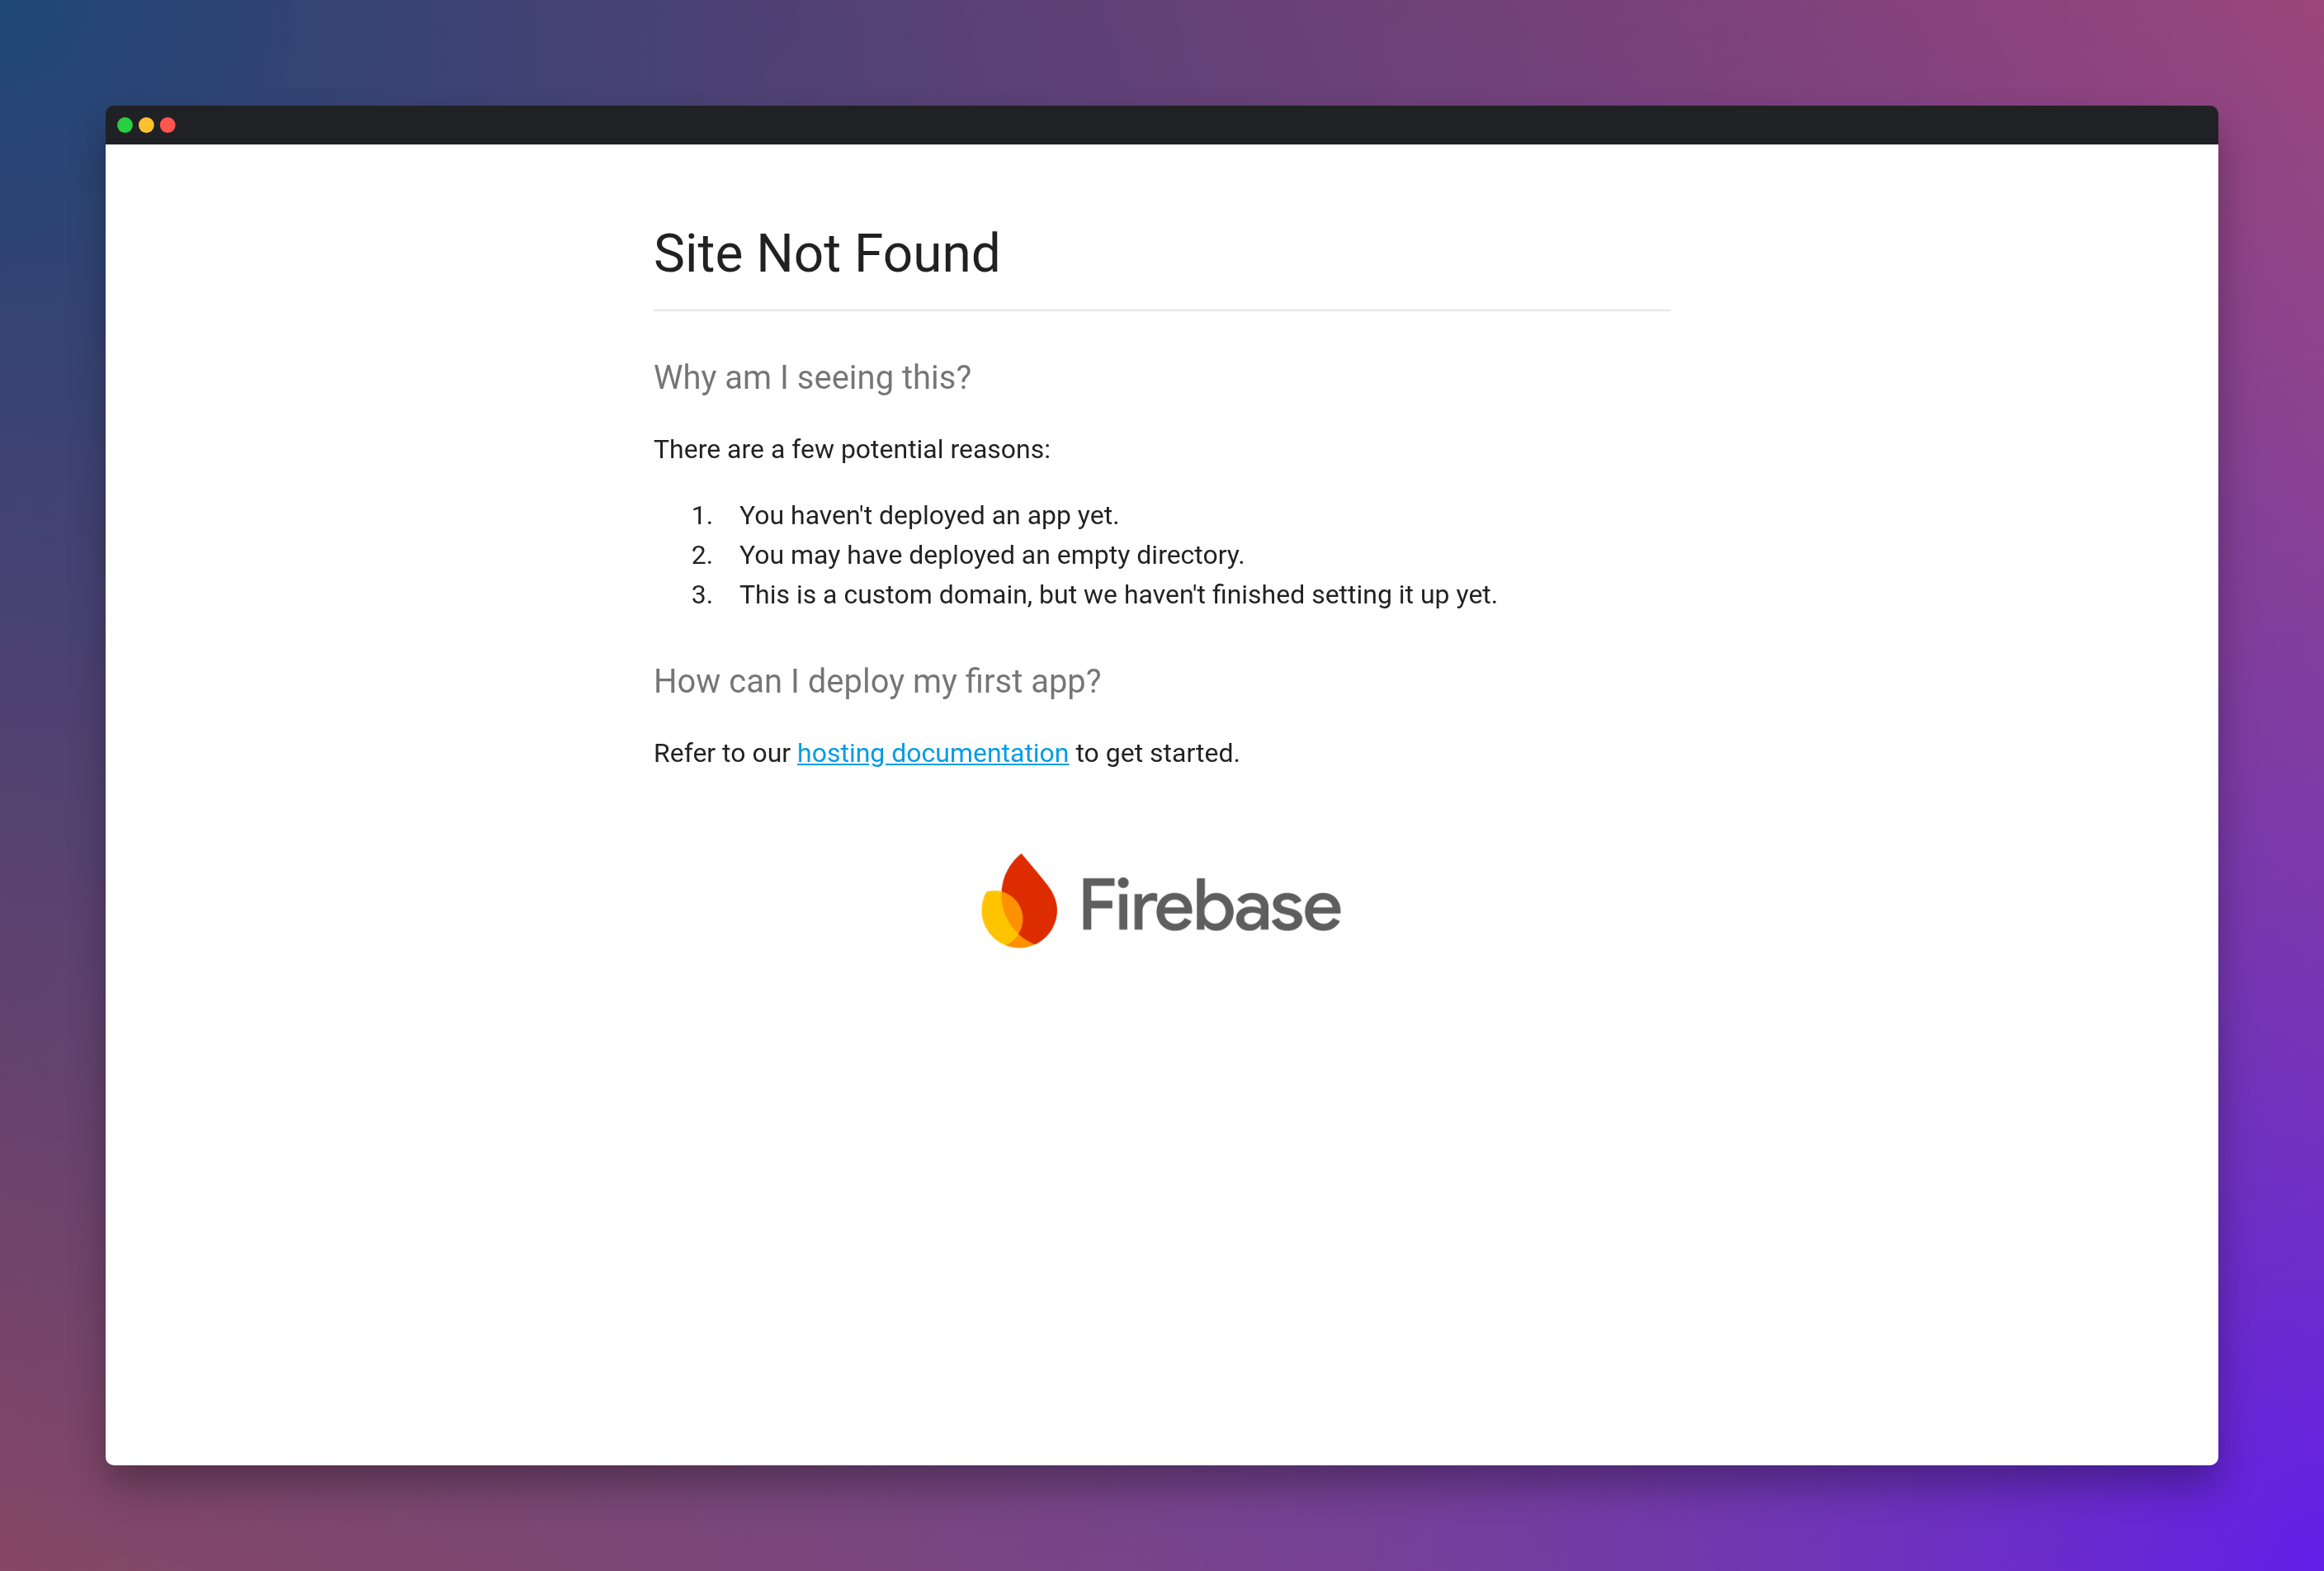 Site Not Found
Why am I seeing this?
There are a few potential reasons:
1. You haven't deployed an app yet.
2. You may have deployed an empty directory.
3. This is a custom domain, but we haven't finished setting it up yet.
How can I deploy my first app?
Refer to our hosting documentation to get started.
Firebase